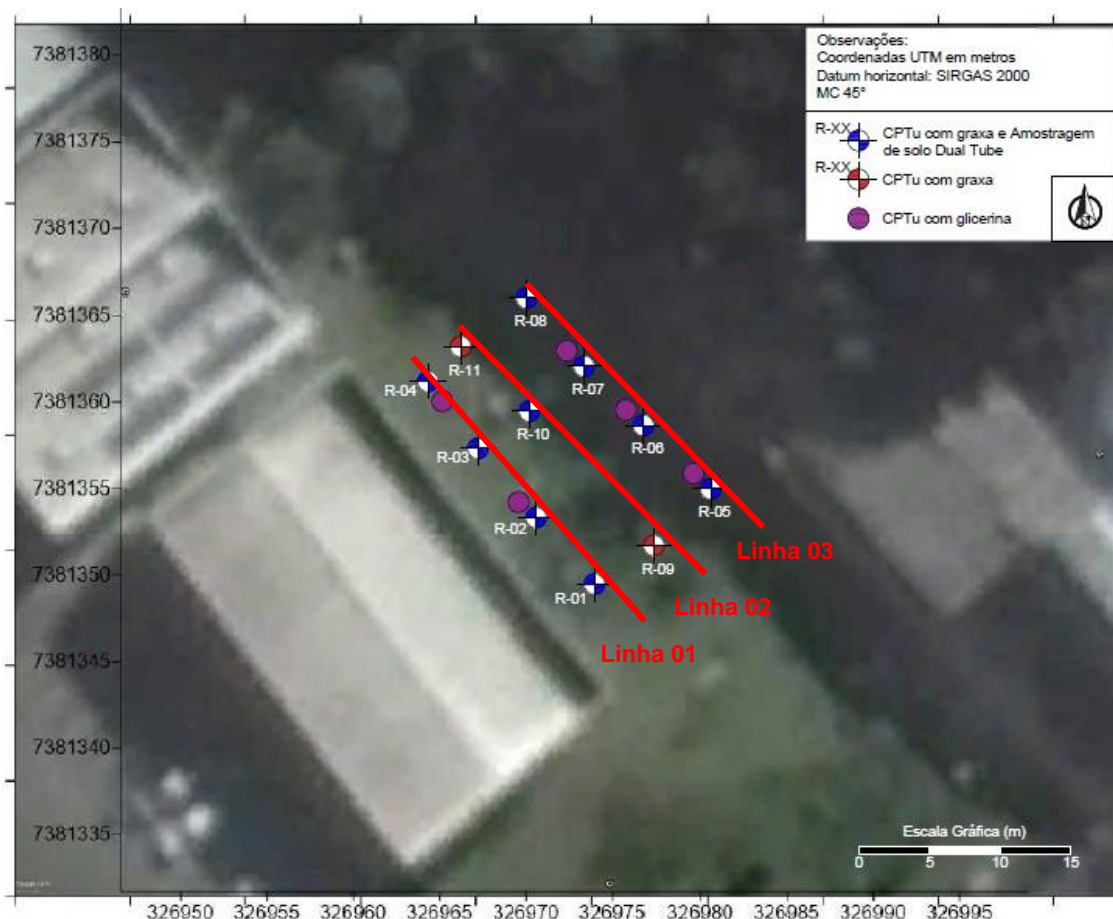 Observações:
Coordenadas UTM em metros
Datum horizontal: SIRGAS 2000
MC 45°
R-XX
CPTu com graxa e Amostragem
de solo Dual Tube
R-XX
CPTu com graxa
CPTu com glicerina
7381380
7381375
7381370
7381365
7381360
7381355
7381350
7381345
7381340
7381335
R-08
R-11
R-07
R-04
R-10
R-06
R-03
R-05
R-02
R-09
R-01
Linha 03
Linha 02
Linha 01
Escala Gráfica (m)
0 5 10 15
326950 326955 326960 326965 326970 326975 326980 326985 326990 326905